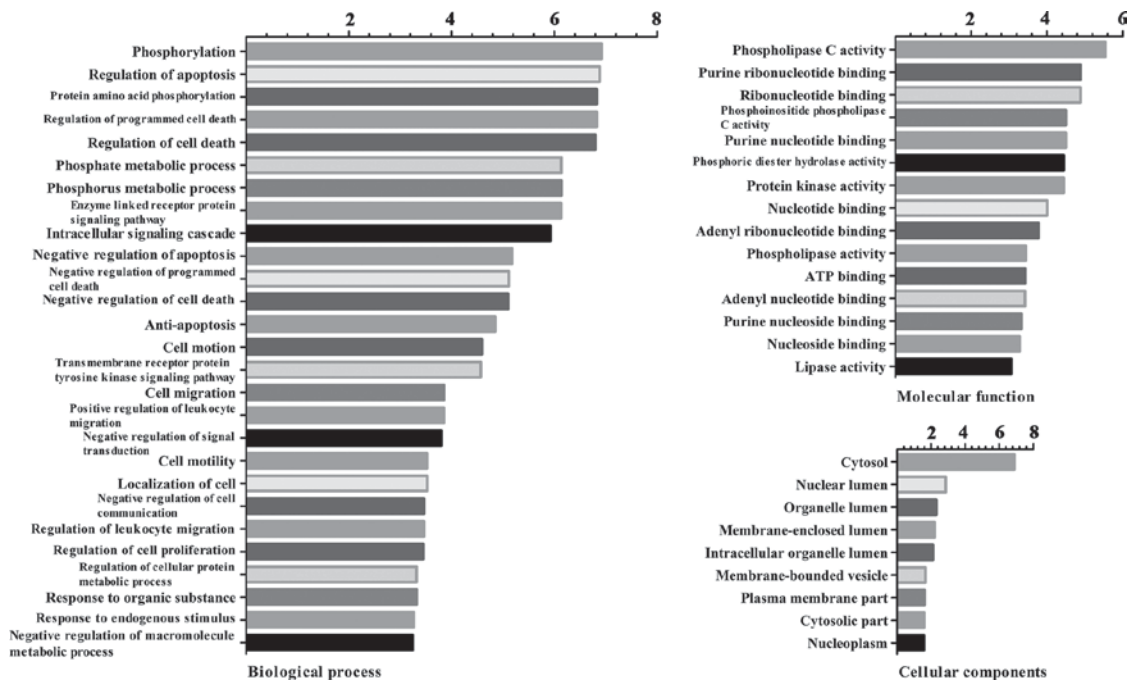 2 4 6 8
Phosphorylation
Regulation of apoptosis
Protein amino acid phosphorylation
Regulation of programmed cell death
Regulation of cell death
Phosphate metabolic process
Phosphorus metabolic process
Enzyme linked receptor protein
signaling pathway
Intracellular signaling cascade
Negative regulation of apoptosis
Negative regulation of programmed
cell death
Negative regulation of cell death
Anti-apoptosis
Cell motion
Transmembrane receptor protein
tyrosine kinase signaling pathway
Cell migration
Positive regulation of leukocyte
migration
Negative regulation of signal
transduction
Cell motility
Localization of cell
Negative regulation of cell
communication
Regulation of leukocyte migration
Regulation of cell proliferation
Regulation of cellular protein
metabolic process
Response to organic substance
Response to endogenous stimulus
Negative regulation of macromolecule
metabolic process
Biological process
2 4 6
Phospholipase C activity
Purine ribonucleotide binding
Ribonucleotide binding
Phosphoinositide phospholipase
C activity
Purine nucleotide binding
Phosphoric diester hydrolase activity
Protein kinase activity
Nucleotide binding
Adenyl ribonucleotide binding
Phospholipase activity
ATP binding
Adenyl nucleotide binding
Purine nucleoside binding
Nucleoside binding
Lipase activity
Molecular function
2 4 6 8
Cytosol
Nuclear lumen
Organelle lumen
Membrane-enclosed lumen
Intracellular organelle lumen
Membrane-bounded vesicle
Plasma membrane part
Cytosolic part
Nucleoplasm
Cellular components